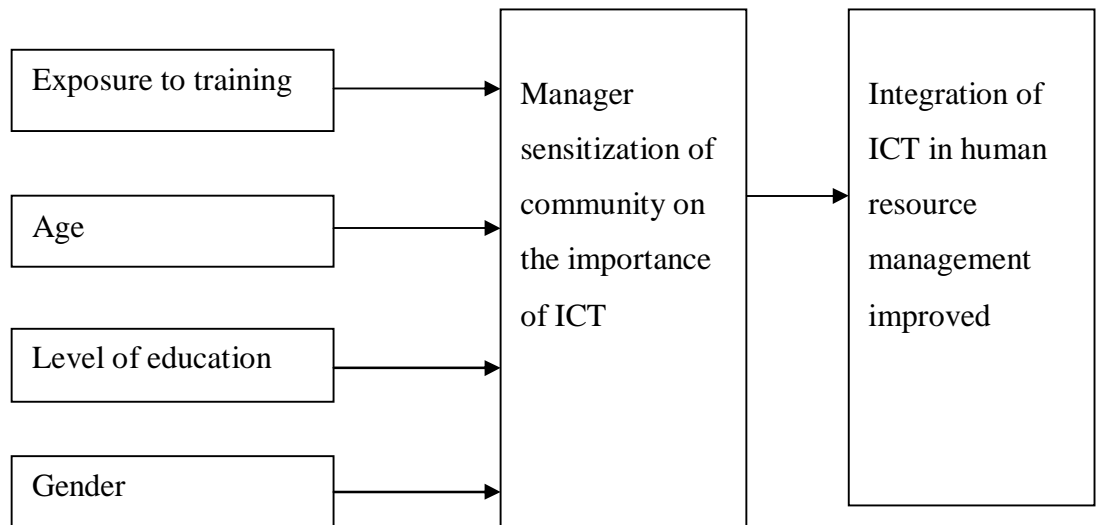 Exposure to training
Age
Level of education
Gender
Manager
sensitization of
community on
the importance
of ICT
Integration of
ICT in human
resource
management
improved